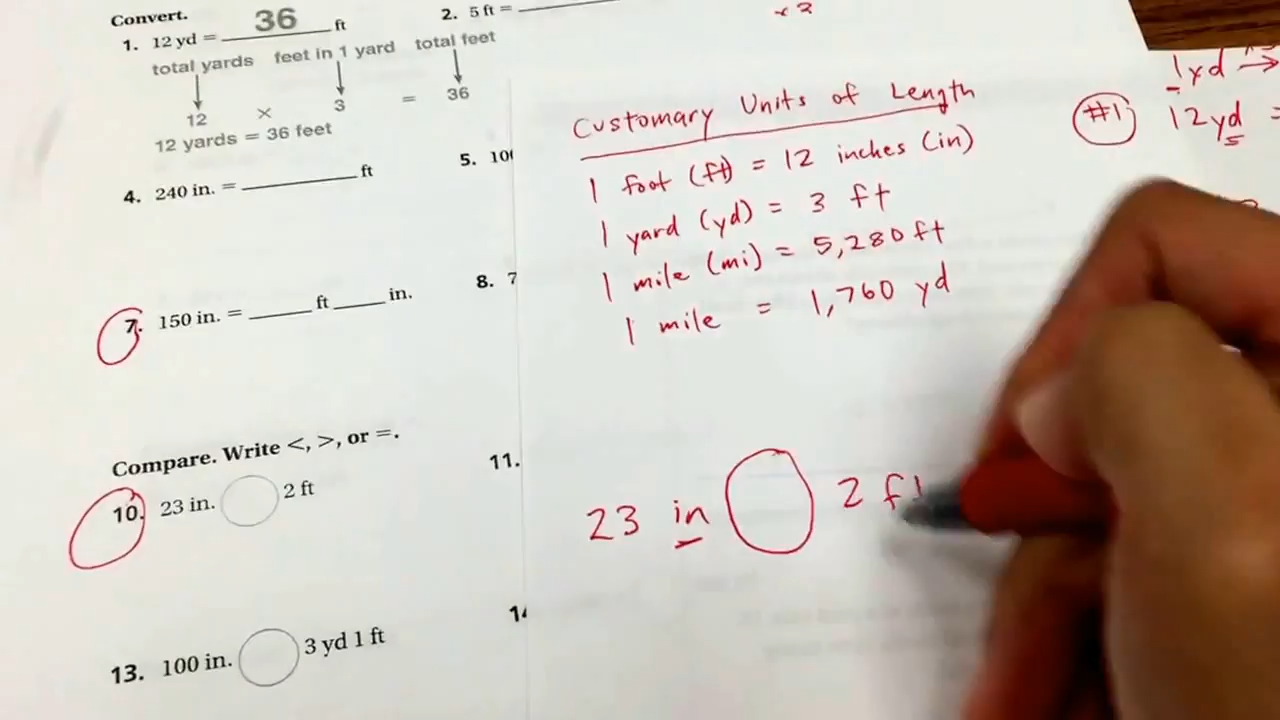 Convert.
1. 12 yd = 36 ft
total yards feet in 1 yard total feet
12 × 3 = 36
12 yards = 36 feet
2. 5 ft =
4. 240 in. = ft
5. 10
7. 150 in. = ft in.
8. 7
Compare. Write <, >, or =.
10. 23 in. 2 ft
11.
13. 100 in. 3 yd 1 ft
14
Customary Units of Length
1 foot (ft) = 12 inches (in)
1 yard (yd) = 3 ft
1 mile (mi) = 5,280 ft
1 mile = 1,760 yd
23 in 2 ft
1yd →
#1 12yd =